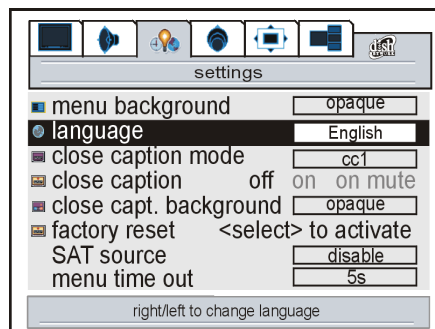 dish
settings
menu background opaque
language English
close caption mode cc1
close caption off on on mute
close capt. background opaque
factory reset <select> to activate
SAT source disable
menu time out 5s
right/left to change language